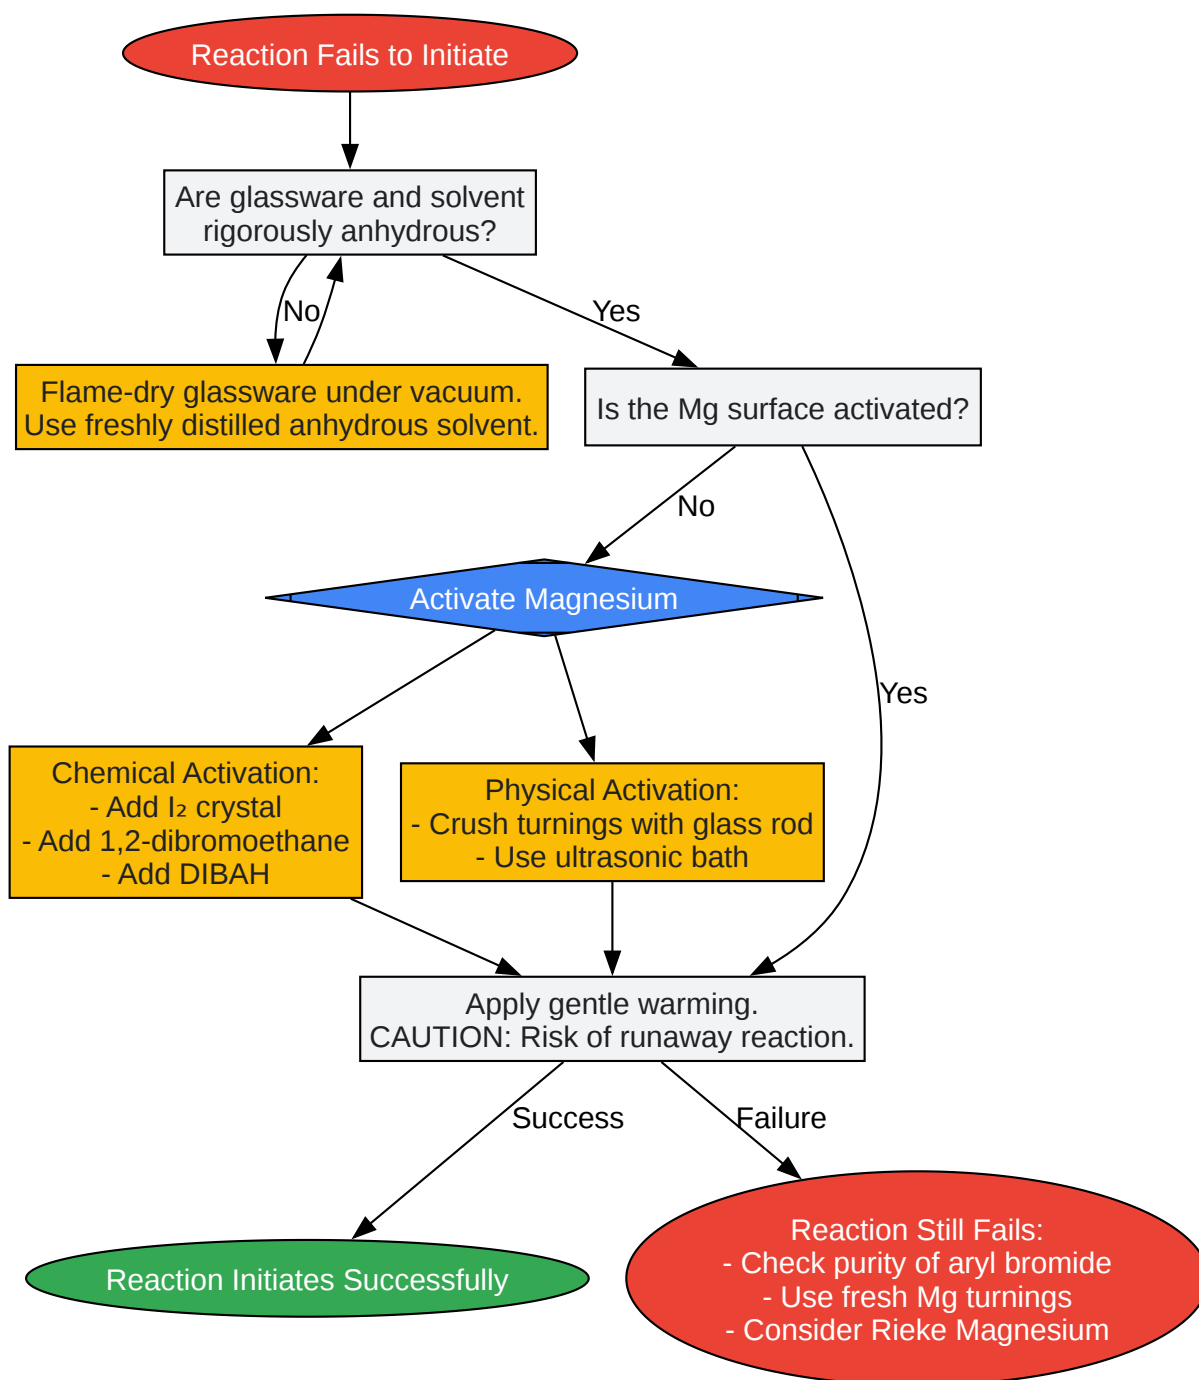 Reaction Fails to Initiate
Are glassware and solvent
rigorously anhydrous?
No
Yes
Flame-dry glassware under vacuum.
Use freshly distilled anhydrous solvent.
Is the Mg surface activated?
No
Activate Magnesium
Yes
Chemical Activation:
- Add I₂ crystal
- Add 1,2-dibromoethane
- Add DIBAH
Physical Activation:
- Crush turnings with glass rod
- Use ultrasonic bath
Apply gentle warming.
CAUTION: Risk of runaway reaction.
Success
Failure
Reaction Initiates Successfully
Reaction Still Fails:
- Check purity of aryl bromide
- Use fresh Mg turnings
- Consider Rieke Magnesium